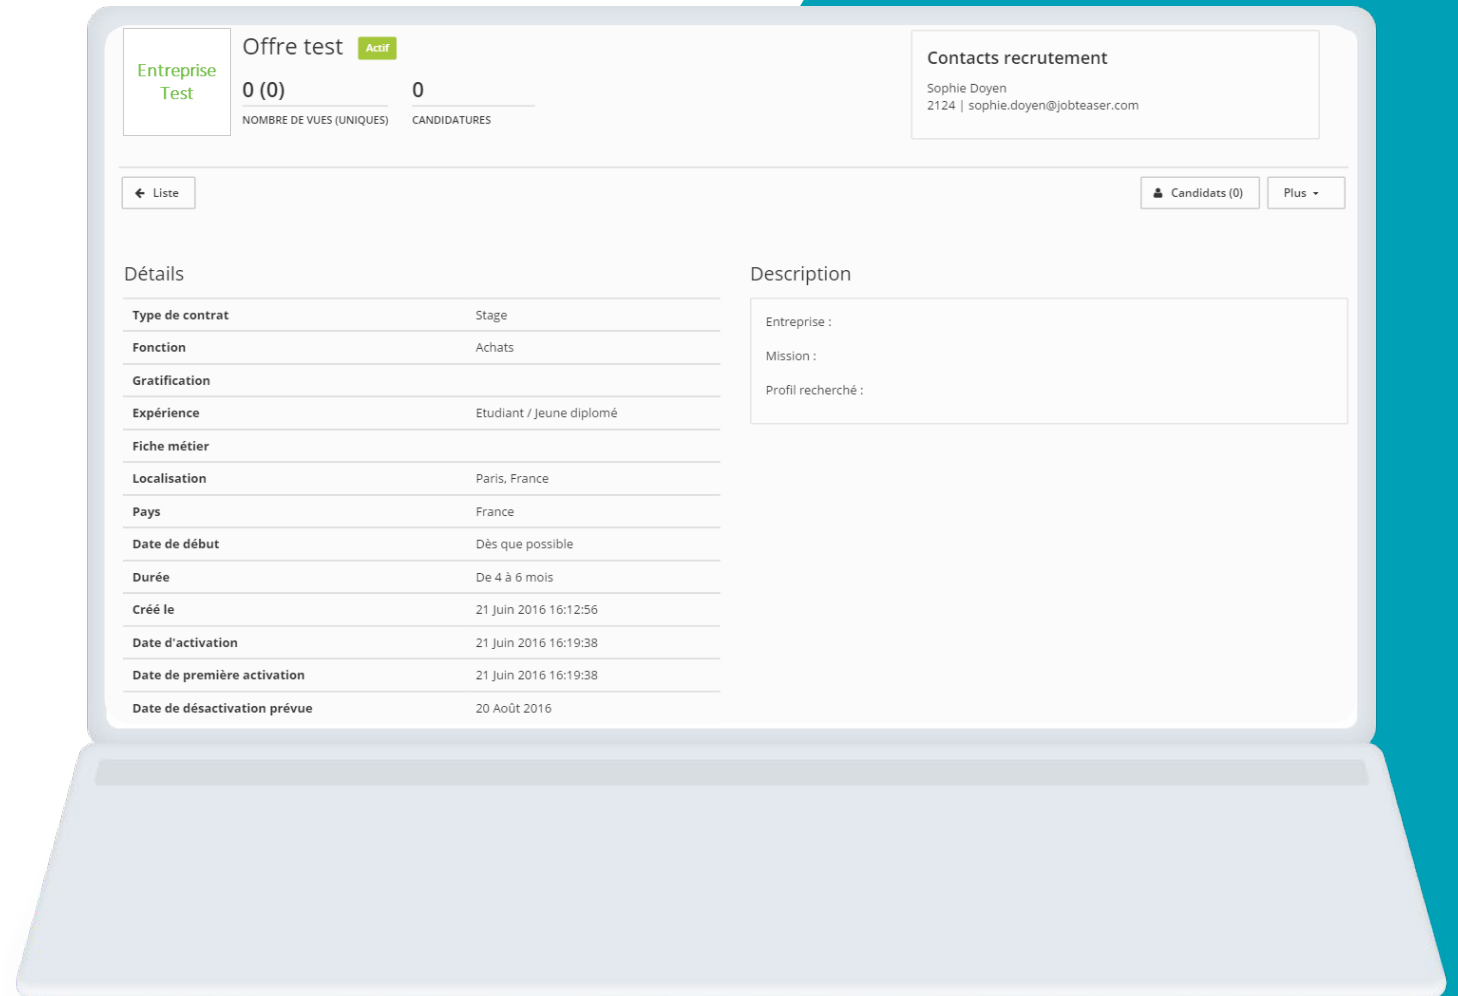 Entreprise
Test
Offre test
Actif
0 (0)
NOMBRE DE VUES (UNIQUES)
0
CANDIDATURES
Contacts recrutement
Sophie Doyen
2124 | sophie.doyen@jobteaser.com
Liste
Candidats (0)
Plus
Détails
Type de contrat Stage
Fonction Achats
Gratification
Expérience Etudiant / Jeune diplomé
Fiche métier
Localisation Paris, France
Pays France
Date de début Dès que possible
Durée De 4 à 6 mois
Créé le 21 Juin 2016 16:12:56
Date d'activation 21 Juin 2016 16:19:38
Date de première activation 21 Juin 2016 16:19:38
Date de désactivation prévue 20 Août 2016
Description
Entreprise :
Mission :
Profil recherché :